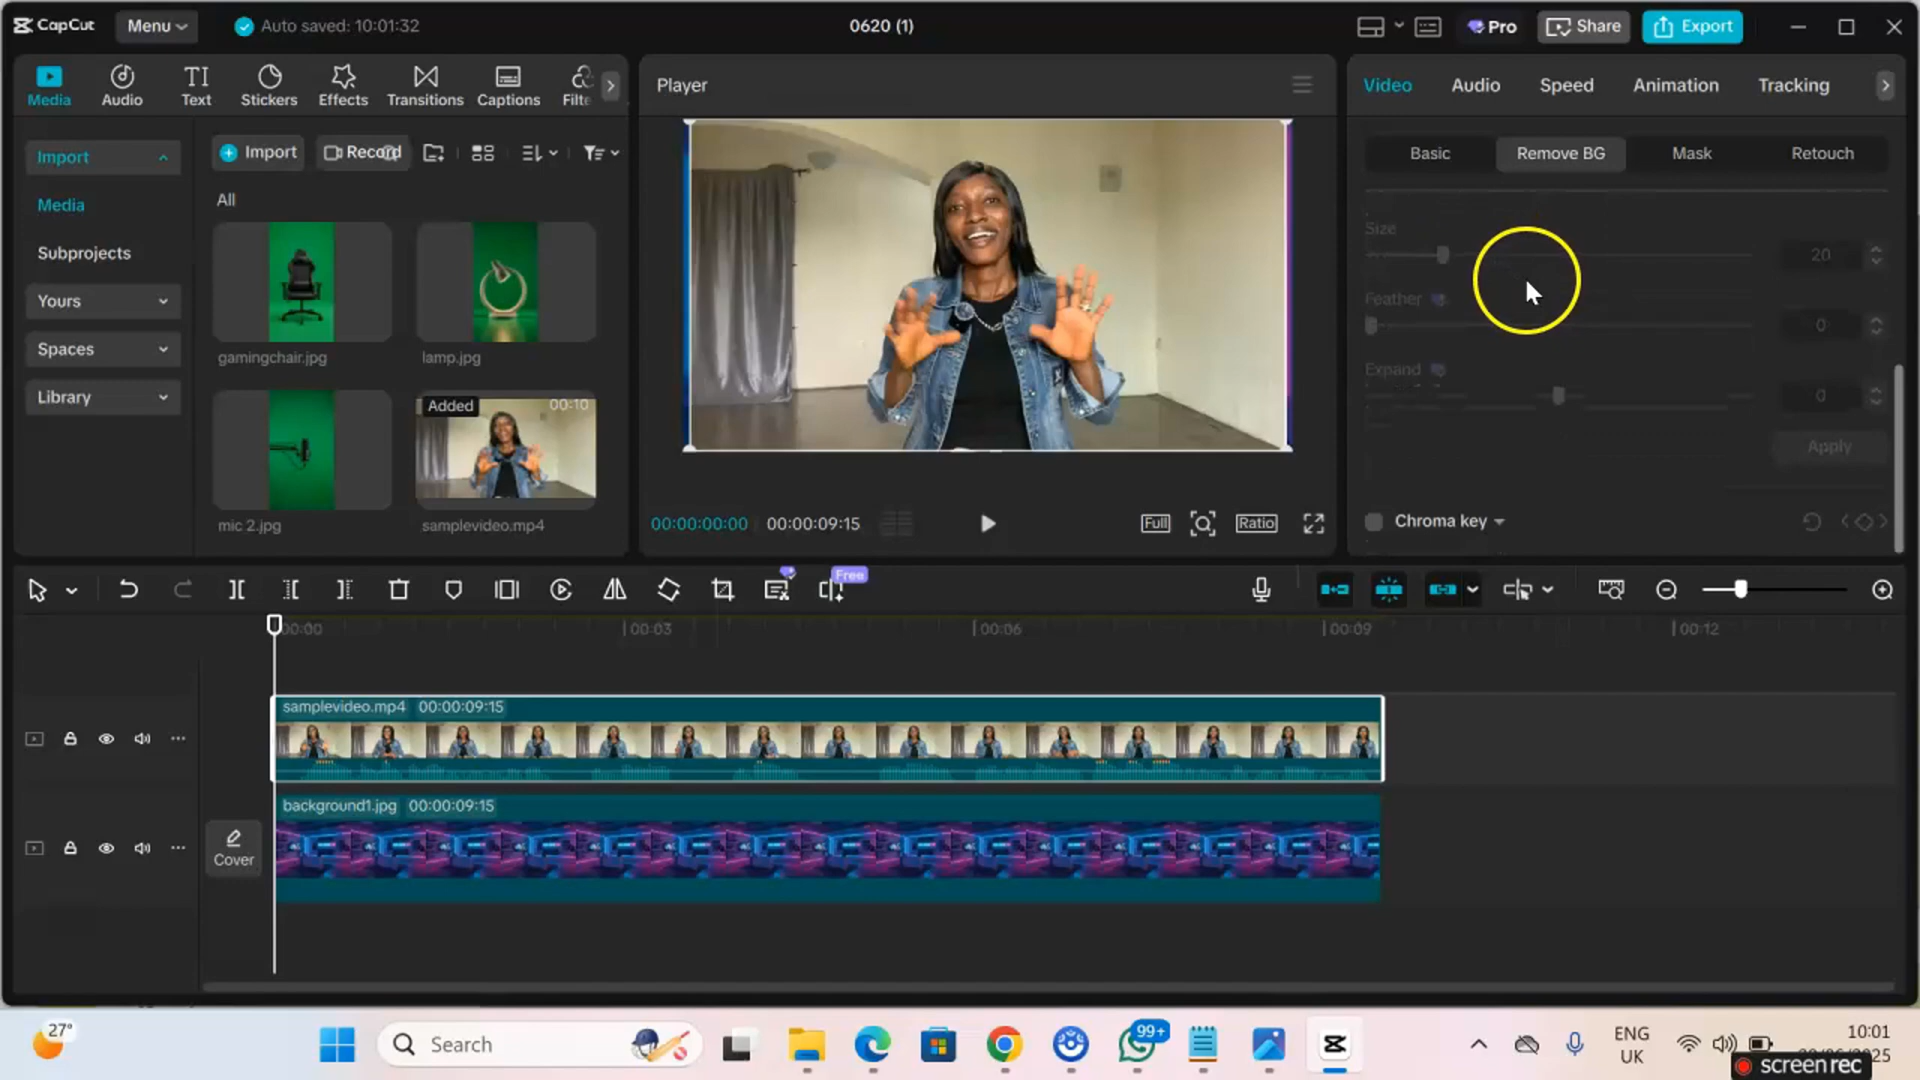 CapCut
Menu
Auto saved: 10:01:32
0620 (1)
Pro
Share
Export
Media
Audio
Text
Stickers
Effects
Transitions
Captions
Filte
Player
Video
Audio
Speed
Animation
Tracking
Import
Media
Subprojects
Yours
Spaces
Library
Import
Record
All
gamingchair.jpg
lamp.jpg
mic 2.jpg
Added
00:10
samplevideo.mp4
00:00:00:00
00:00:09:15
Full
Ratio
Basic
Remove BG
Mask
Retouch
Size
20
Feather
0
Expand
0
Apply
Chroma key
Free
00:00
00:03
00:06
00:09
00:12
samplevideo.mp4 00:00:09:15
Cover
background1.jpg 00:00:09:15
27°
Search
99+
ENG
UK
10:01
screen rec